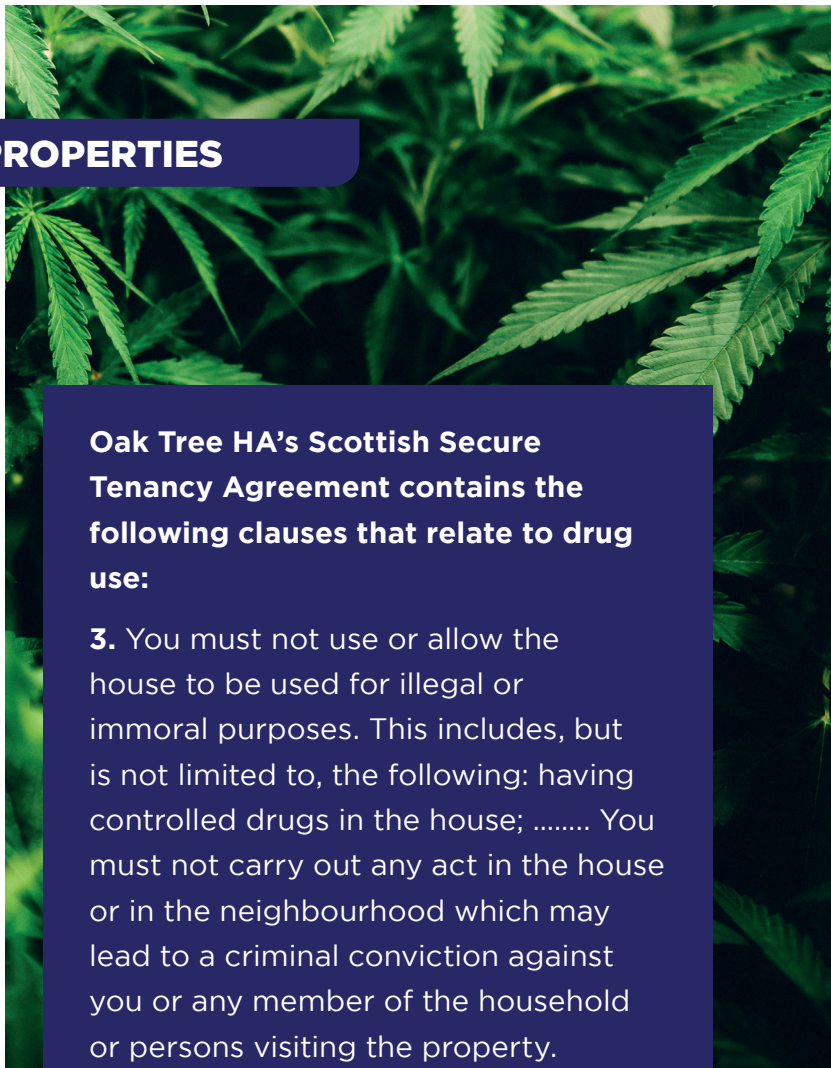 PROPERTIES
Oak Tree HA’s Scottish Secure
Tenancy Agreement contains the
following clauses that relate to drug
use:
3. You must not use or allow the
house to be used for illegal or
immoral purposes. This includes, but
is not limited to, the following: having
controlled drugs in the house; ........ You
must not carry out any act in the house
or in the neighbourhood which may
lead to a criminal conviction against
you or any member of the household
or persons visiting the property.